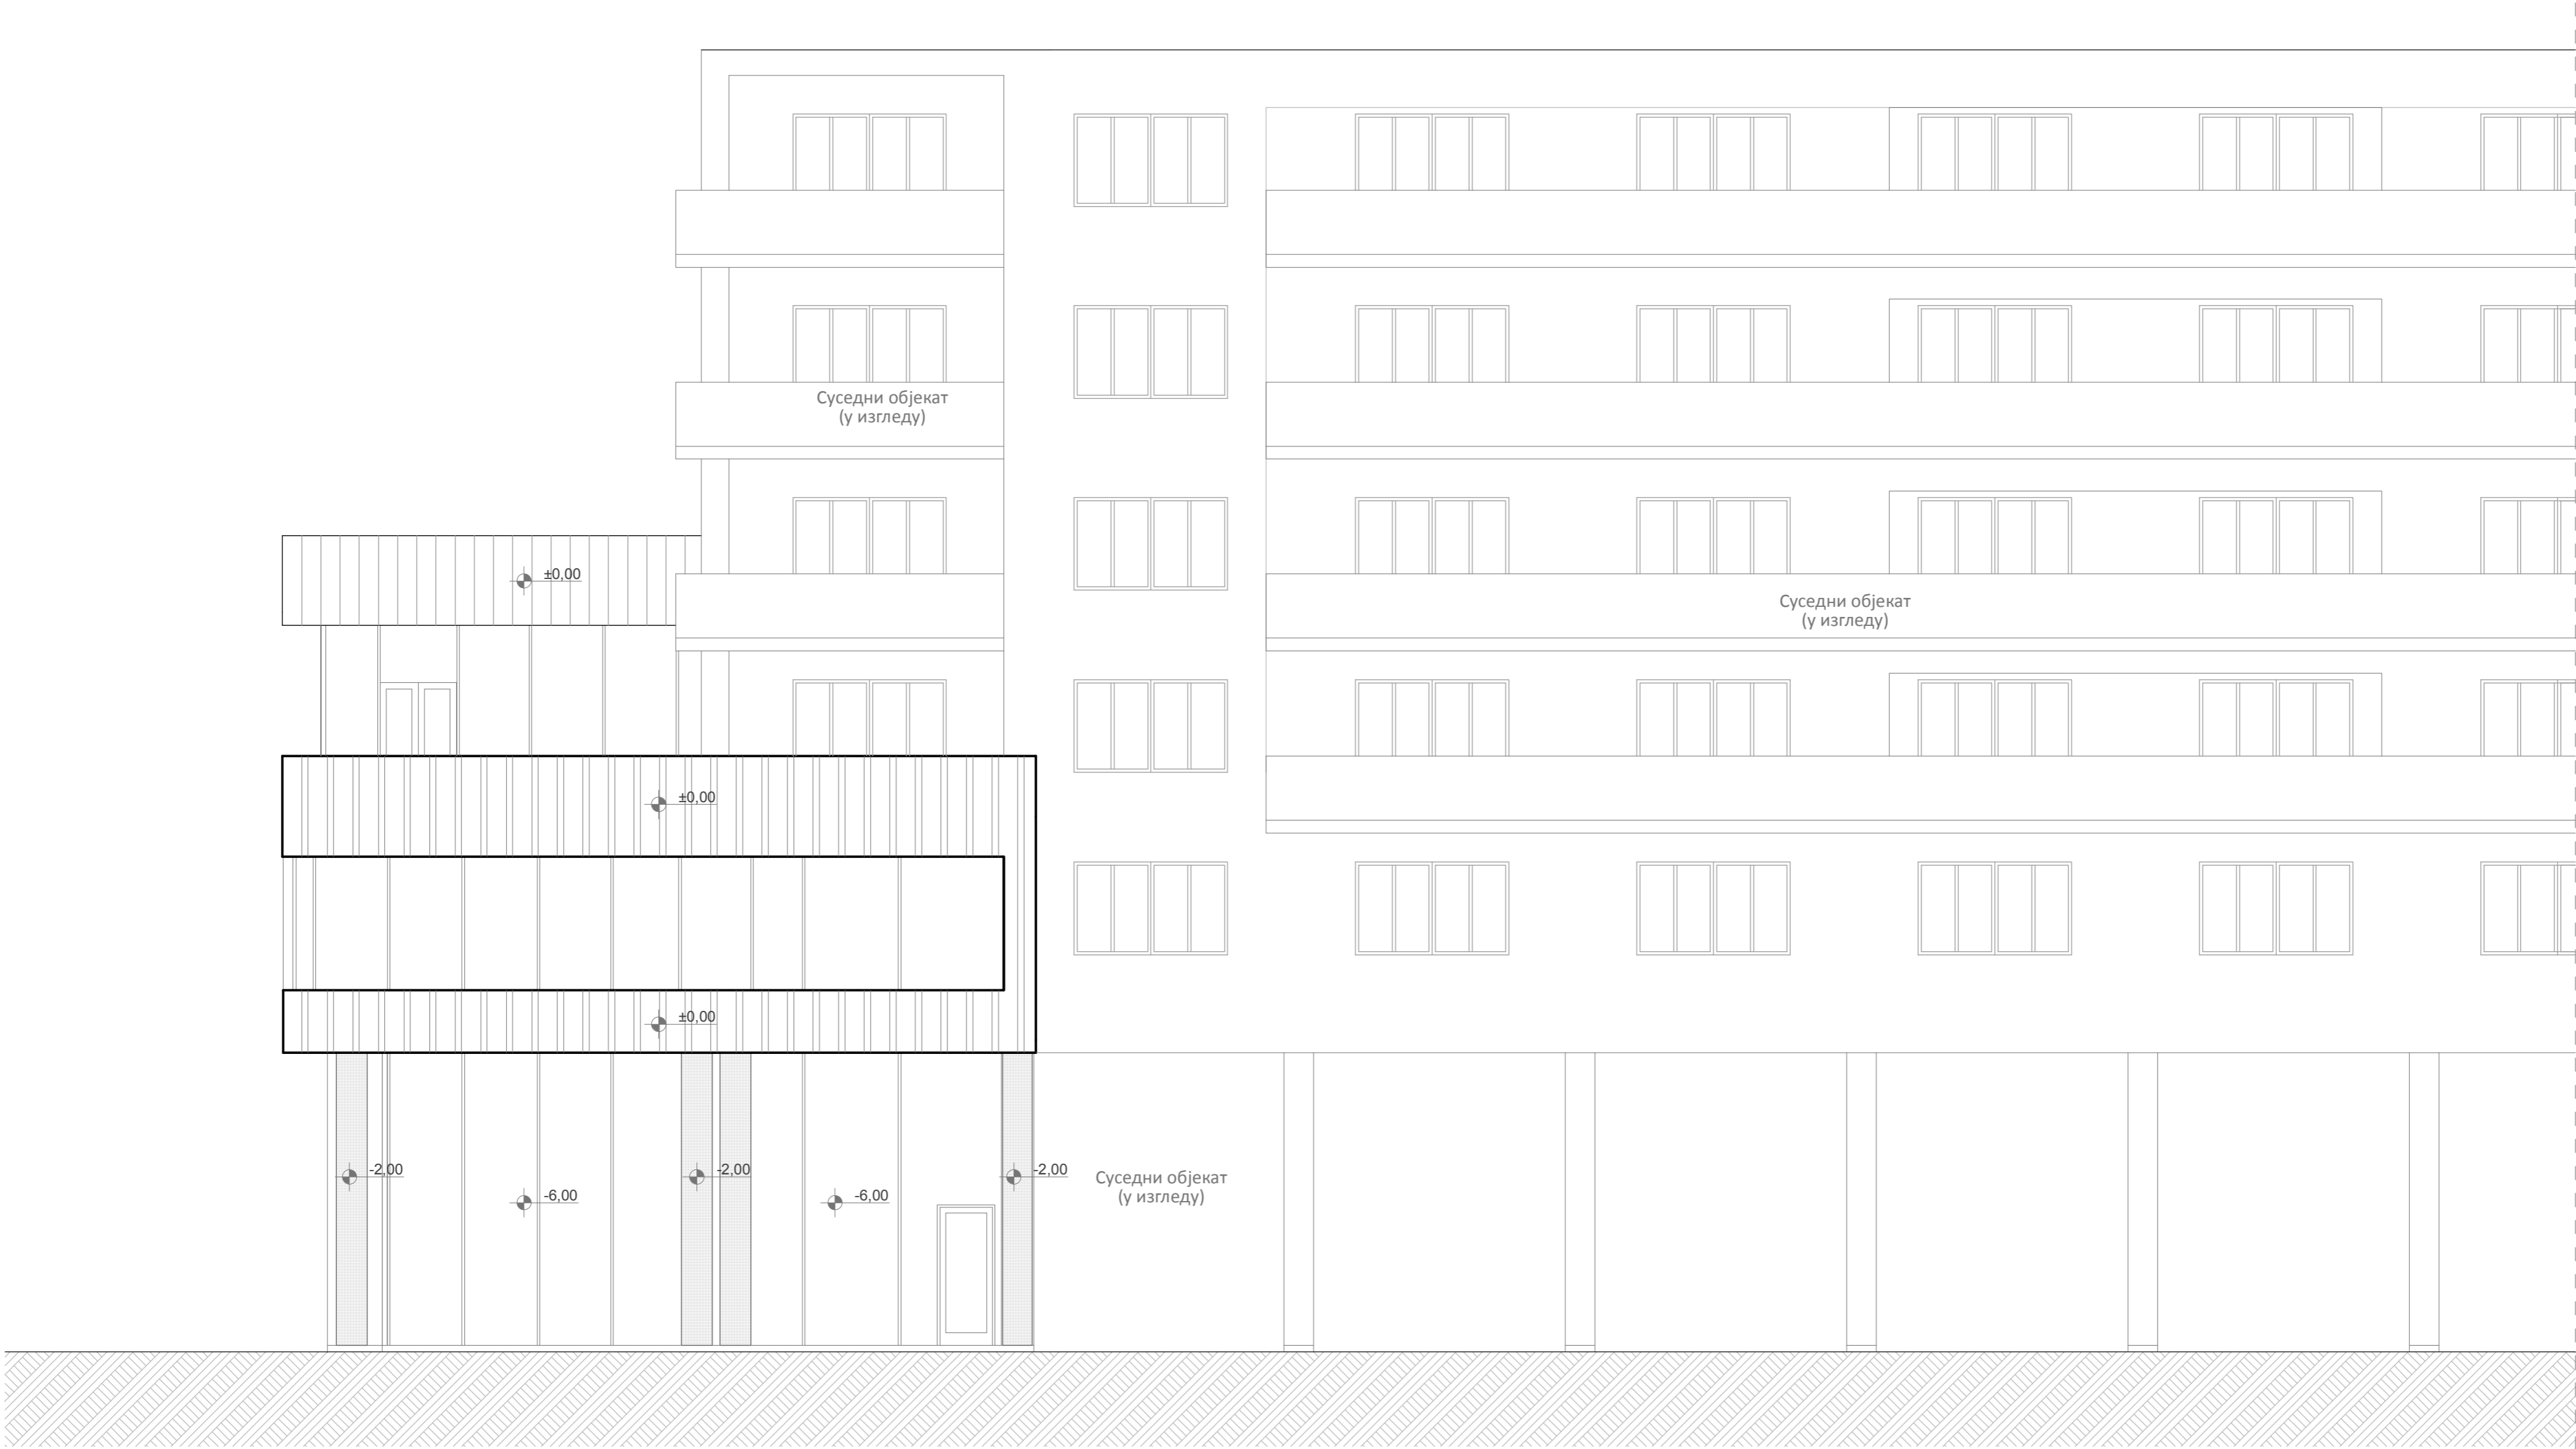 Суседни објекат
(у изгледу)
±0,00
Суседни објекат
(у изгледу)
±0,00
±0,00
-2,00
-2,00
-2,00
Суседни објекат
(у изгледу)
-6,00
-6,00